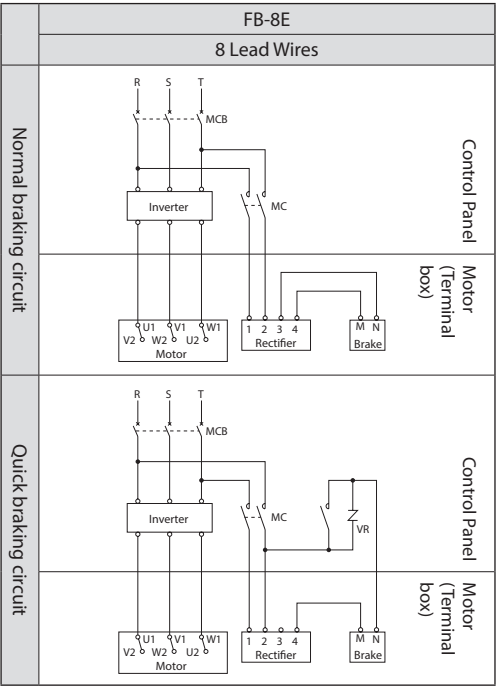 FB-8E
8 Lead Wires
Normal braking circuit
R S T
MCB
Inverter
MC
Control Panel
Motor
(Terminal
box)
U1 V1 W1
V2 W2 U2
Motor
1 2 3 4
Rectifier
M N
Brake
Quick braking circuit
R S T
MCB
Inverter
MC
VR
Control Panel
Motor
(Terminal
box)
U1 V1 W1
V2 W2 U2
Motor
1 2 3 4
Rectifier
M N
Brake